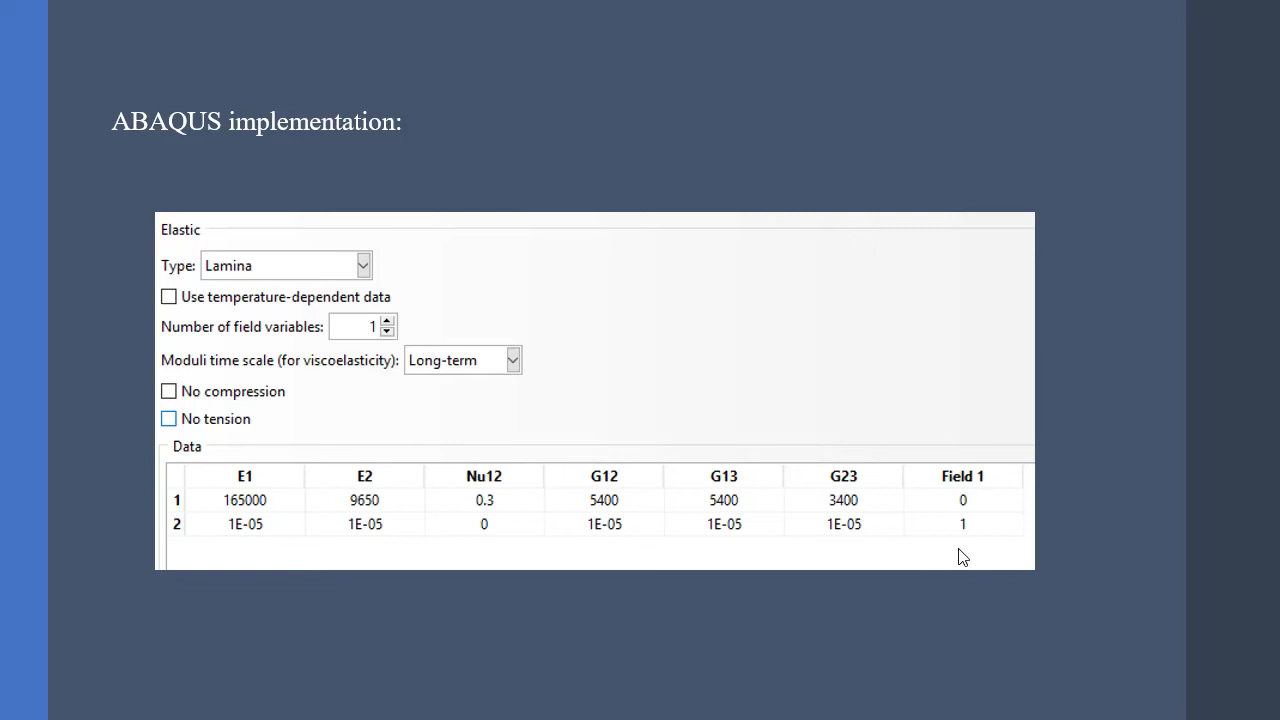 ABAQUS implementation:
Elastic
Type: Lamina
Use temperature-dependent data
Number of field variables: 1
Moduli time scale (for viscoelasticity): Long-term
No compression
No tension
Data
E1 E2 Nu12 G12 G13 G23 Field 1
1 165000 9650 0.3 5400 5400 3400 0
2 1E-05 1E-05 0 1E-05 1E-05 1E-05 1